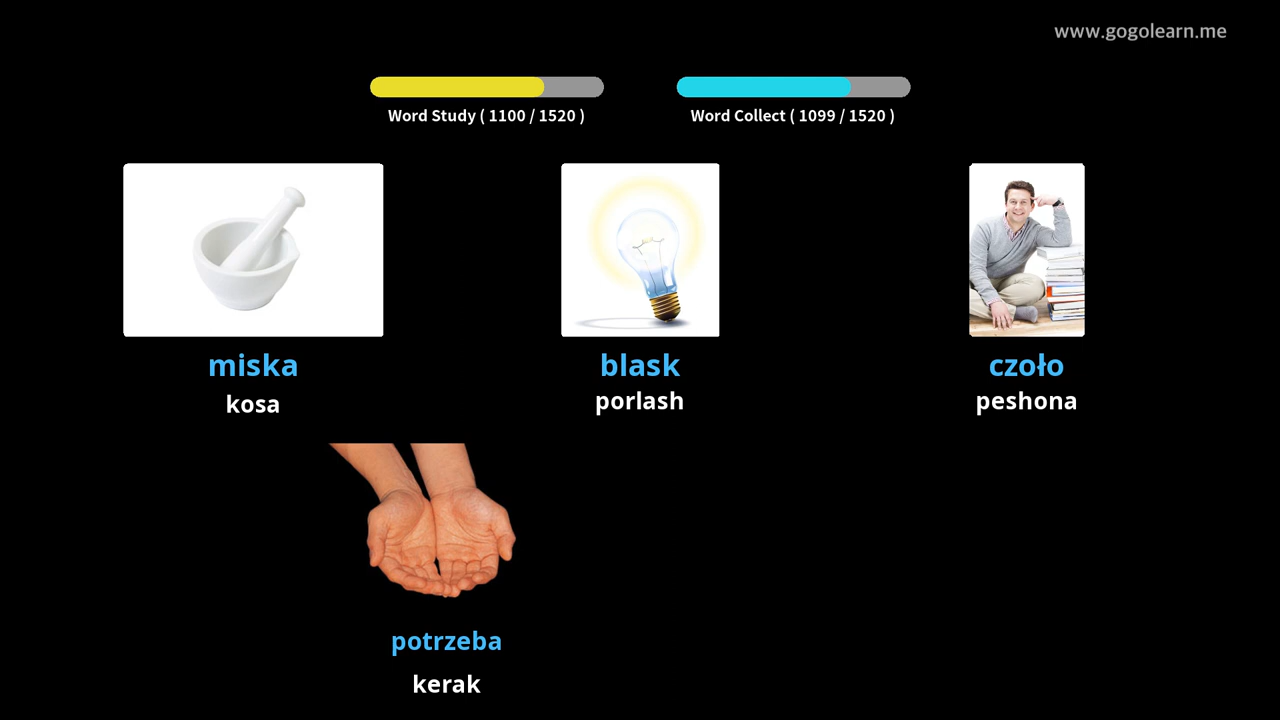 www.gogolearn.me
Word Study ( 1100 / 1520 )
Word Collect ( 1099 / 1520 )
miska
kosa
blask
porlash
czoło
peshona
potrzeba
kerak